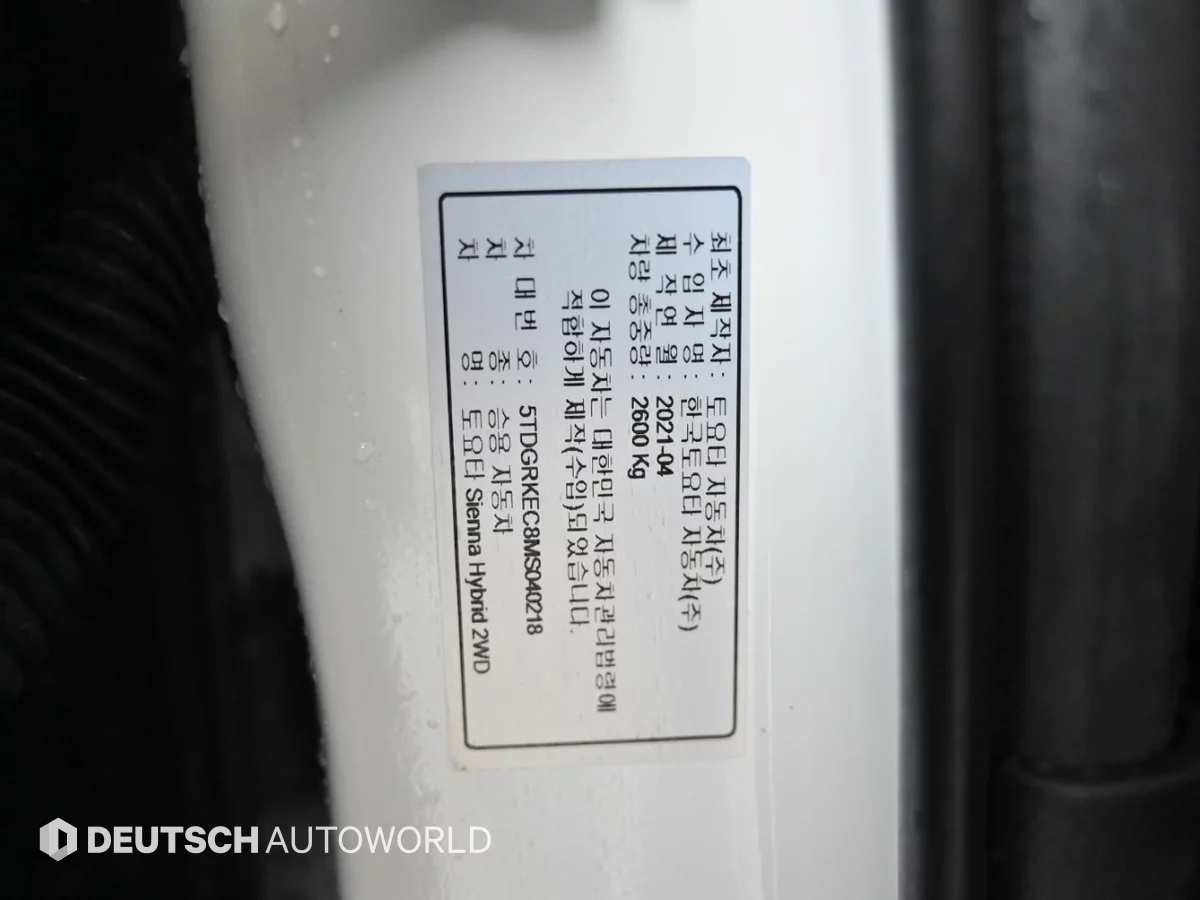 최초 제작자 : 도요타 자동차(주)
수 입 자 명 : 한국토요타 자동차(주)
제 작 연 월 : 2021-04
차량 총중량 : 2600 Kg
이 자동차는 대한민국 자동차관리법령에
적합하게 제작(수입)되었습니다.
차 대 번 호 : 5TDGRKEC8MS040218
차 종 : 승용 자동차
차 명 : 토요타 Sienna Hybrid 2WD
DEUTSCH AUTOWORLD